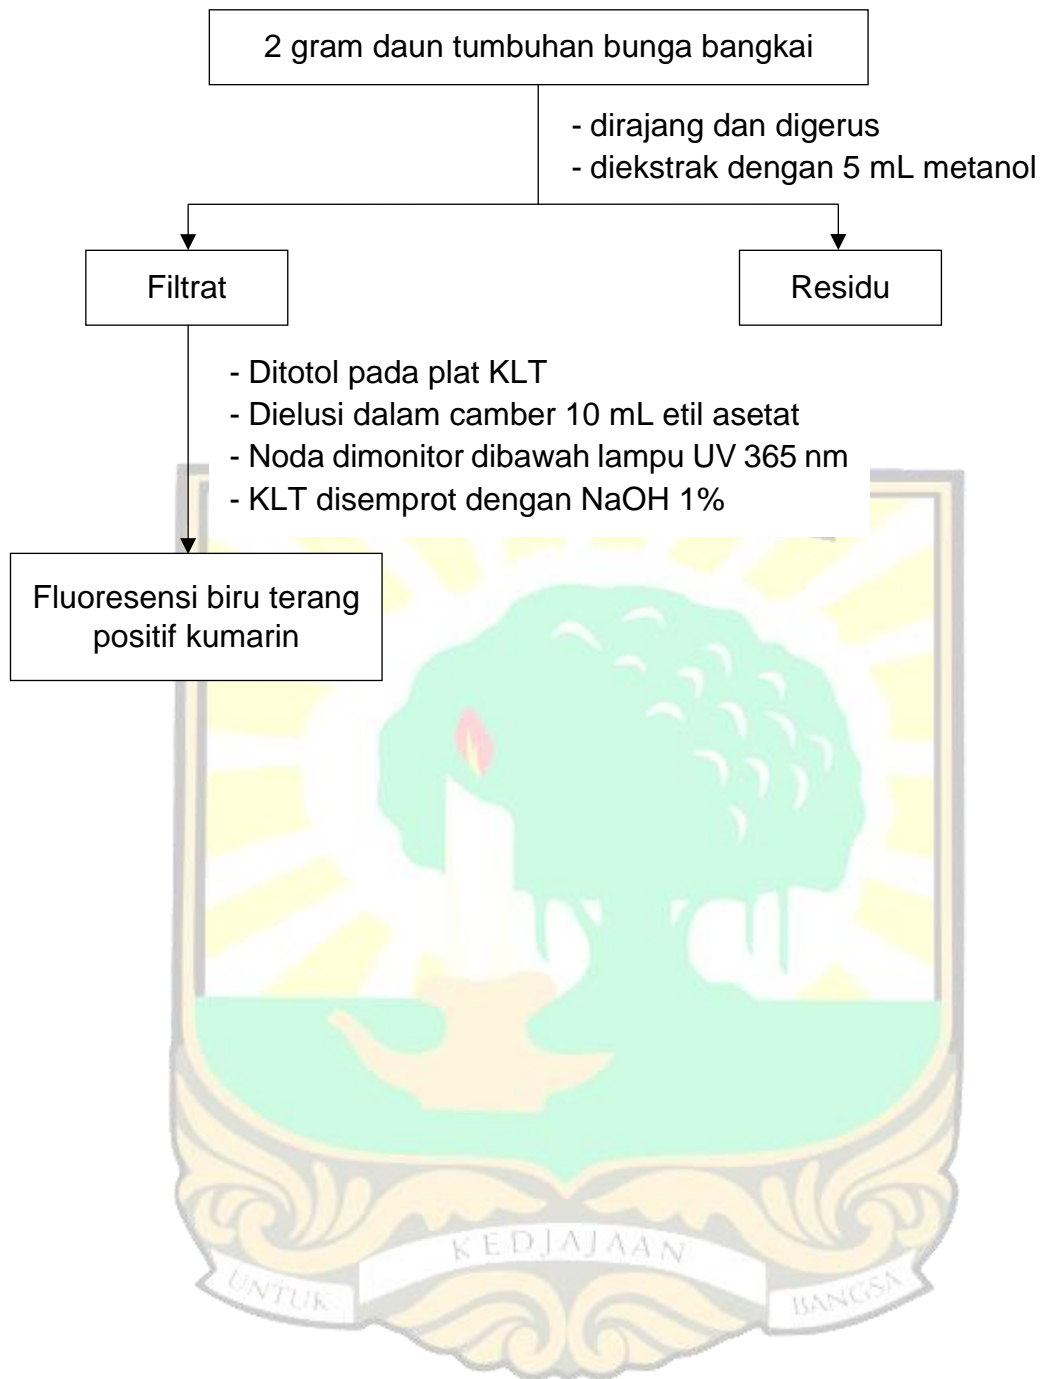 2 gram daun tumbuhan bunga bangkai
- dirajang dan digerus
- diekstrak dengan 5 mL metanol
Filtrat
Residu
- Ditotol pada plat KLT
- Dielusi dalam camber 10 mL etil asetat
- Noda dimonitor dibawah lampu UV 365 nm
- KLT disemprot dengan NaOH 1%
Fluoresensi biru terang
positif kumarin
UNTUK KEDJAJAAN BANGSA